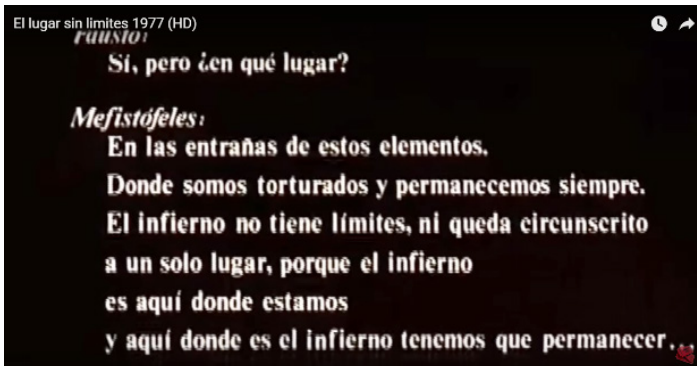 El lugar sin limites 1977 (HD)
Fausto:
Sí, pero ¿en qué lugar?
Mefistófeles:
En las entrañas de estos elementos.
Donde somos torturados y permanecemos siempre.
El infierno no tiene límites, ni queda circunscrito
a un solo lugar, porque el infierno
es aquí donde estamos
y aquí donde es el infierno tenemos que permanecer...